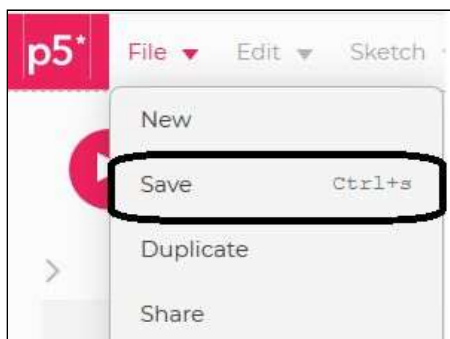 p5* File Edit Sketch
New
Save Ctrl+s
Duplicate
Share